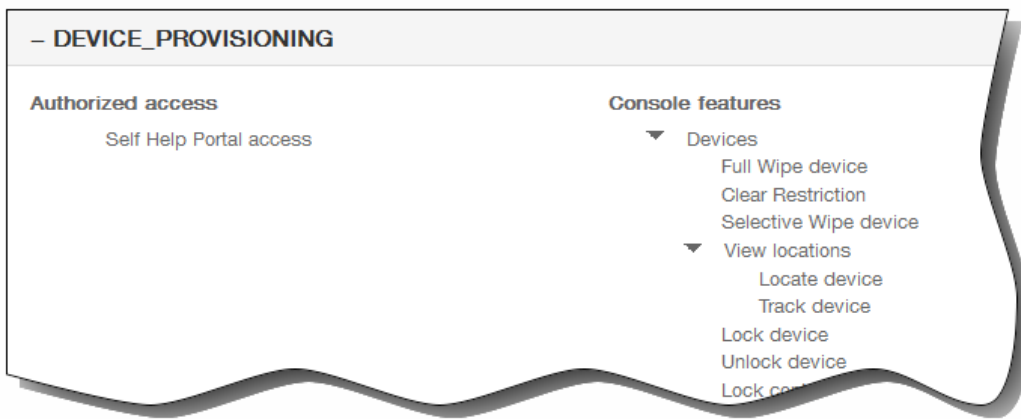 – DEVICE_PROVISIONING
Authorized access
Self Help Portal access
Console features
Devices
Full Wipe device
Clear Restriction
Selective Wipe device
View locations
Locate device
Track device
Lock device
Unlock device
Lock